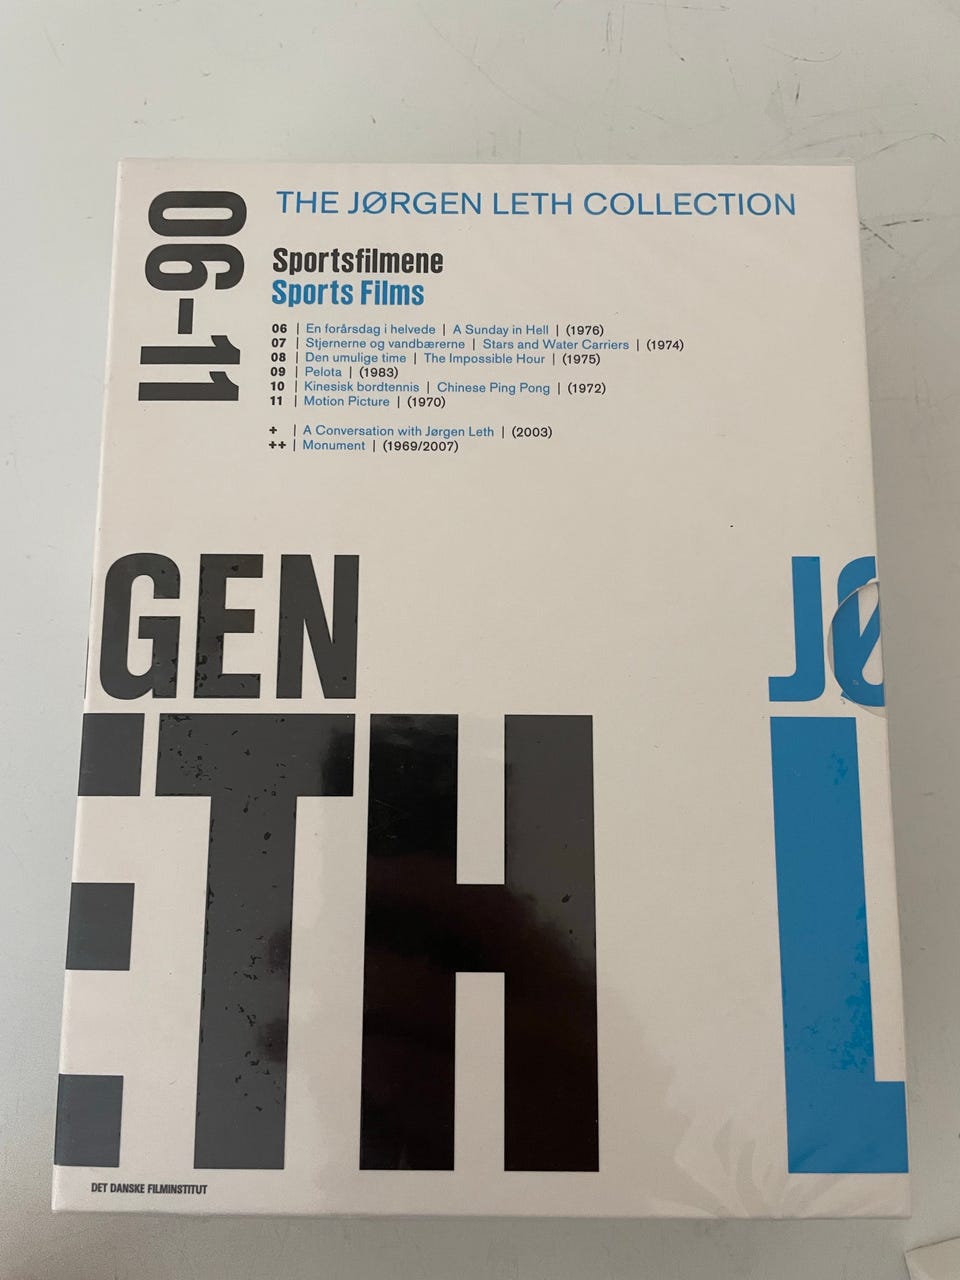 06-11
THE JØRGEN LETH COLLECTION
Sportsfilmene
Sports Films
06 | En forårsdag i helvede | A Sunday in Hell | (1976)
07 | Stjernerne og vandbærerne | Stars and Water Carriers | (1974)
08 | Den umulige time | The Impossible Hour | (1975)
09 | Pelota | (1983)
10 | Kinesisk bordtennis | Chinese Ping Pong | (1972)
11 | Motion Picture | (1970)
+ | A Conversation with Jørgen Leth | (2003)
++ | Monument | (1969/2007)
GEN JØ
ETH L
DET DANSKE FILMINSTITUT